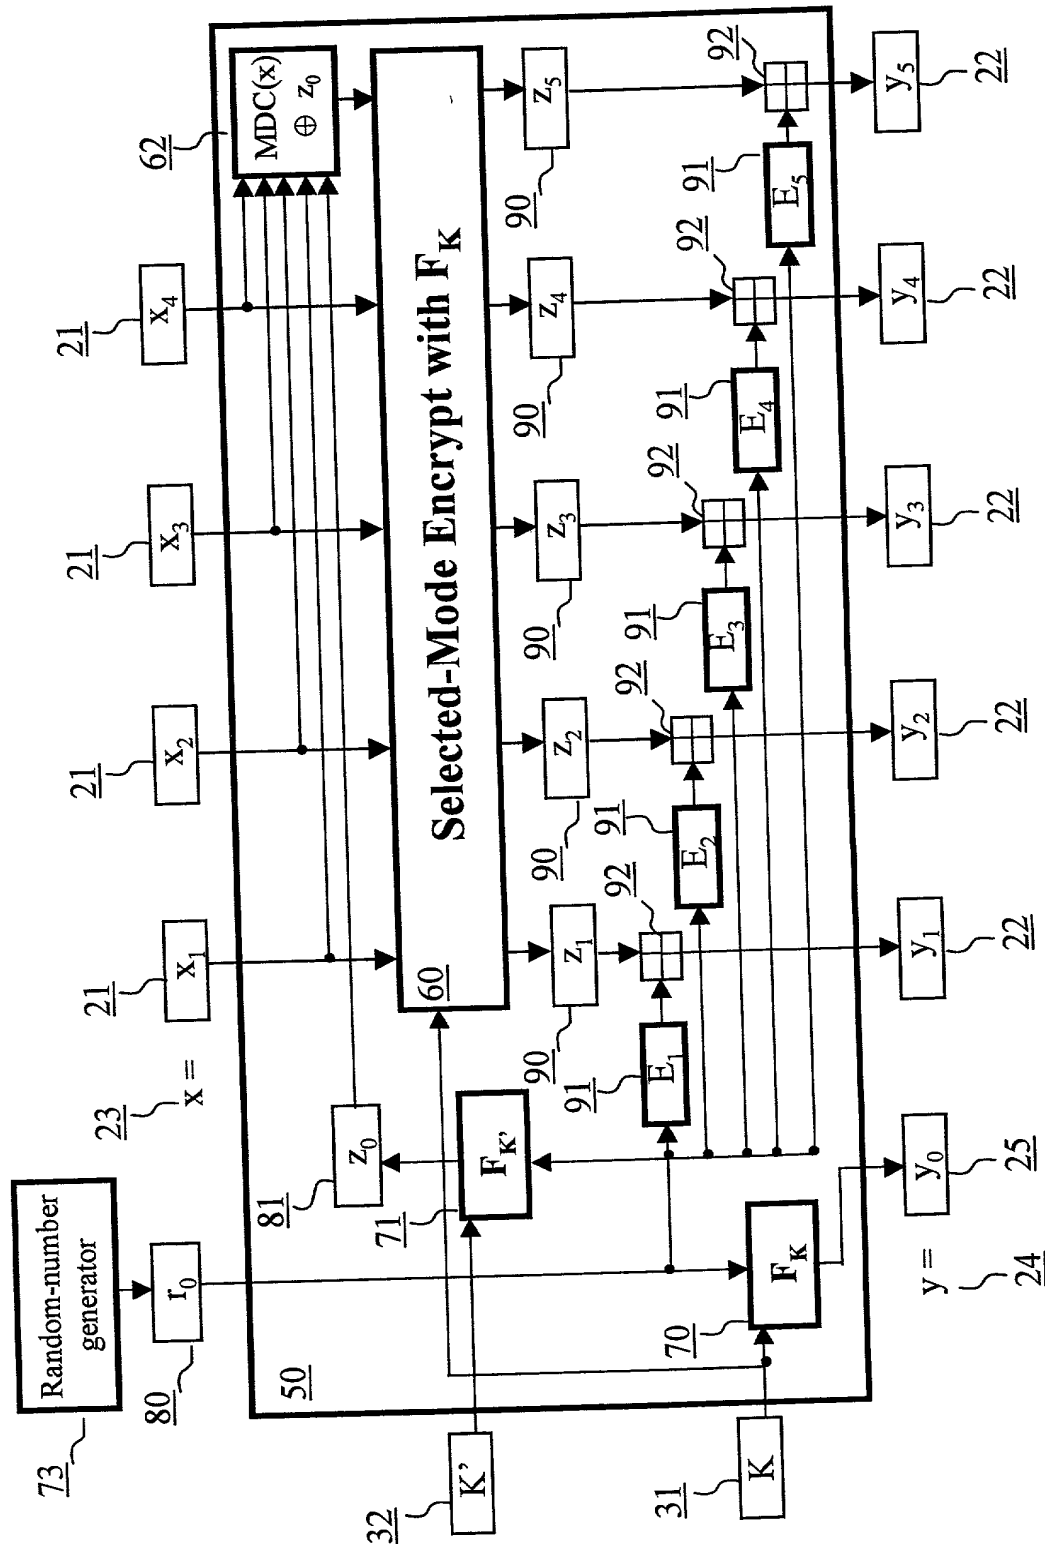 73
Random-number
generator
80
r0
23
x =
21
x1
21
x2
21
x3
21
x4
50
81
z0
62
MDC(x)
⊕ z0
32
K’
71
FK’
60
Selected-Mode Encrypt with FK
90
z1
90
z2
90
z3
90
z4
90
z5
31
K
70
FK
91
E1
92
91
E2
92
91
E3
92
91
E4
92
91
E5
92
y =
24
y0
25
y1
22
y2
22
y3
22
y4
22
y5
22